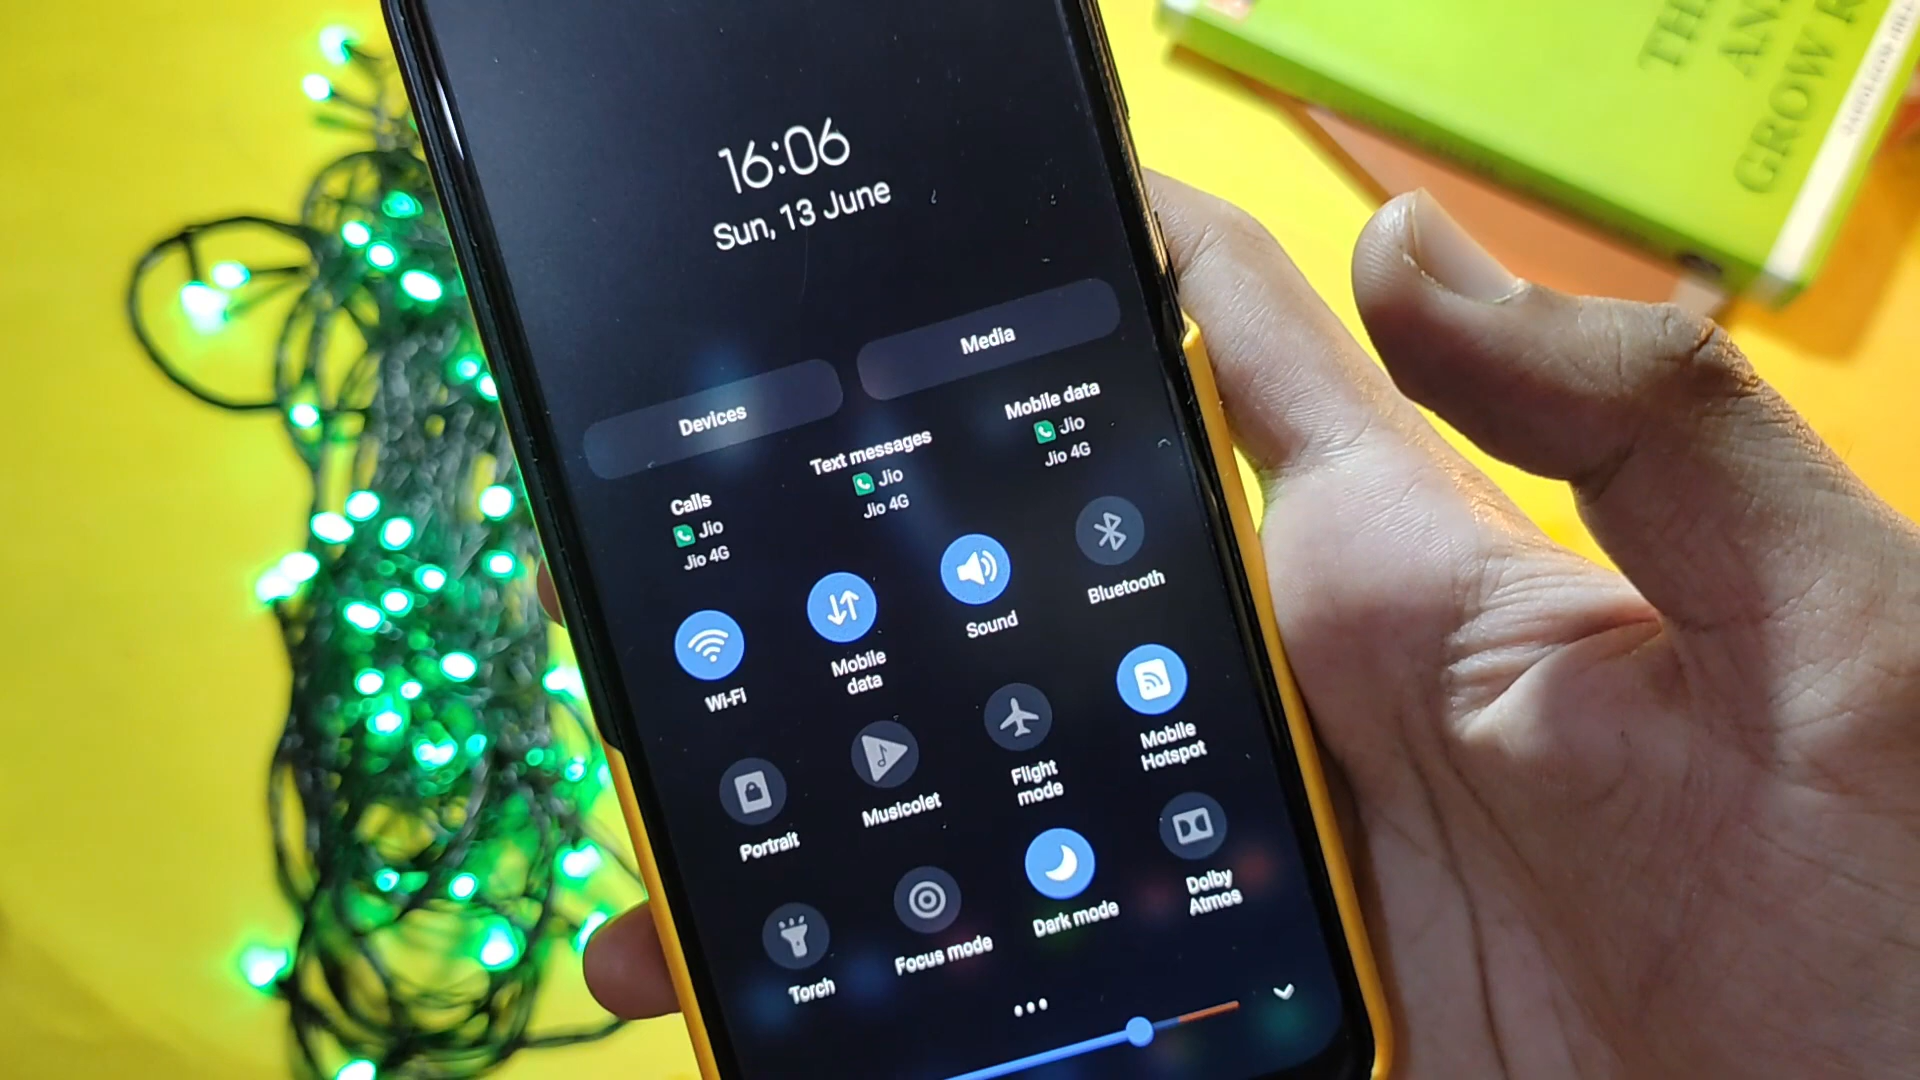 16:06
Sun, 13 June
Devices
Media
Calls
Jio
Jio 4G
Text messages
Jio
Jio 4G
Mobile data
Jio
Jio 4G
Wi-Fi
Mobile
data
Sound
Bluetooth
Portrait
Musicolet
Flight
mode
Mobile
Hotspot
Torch
Focus mode
Dark mode
Dolby
Atmos
GROW